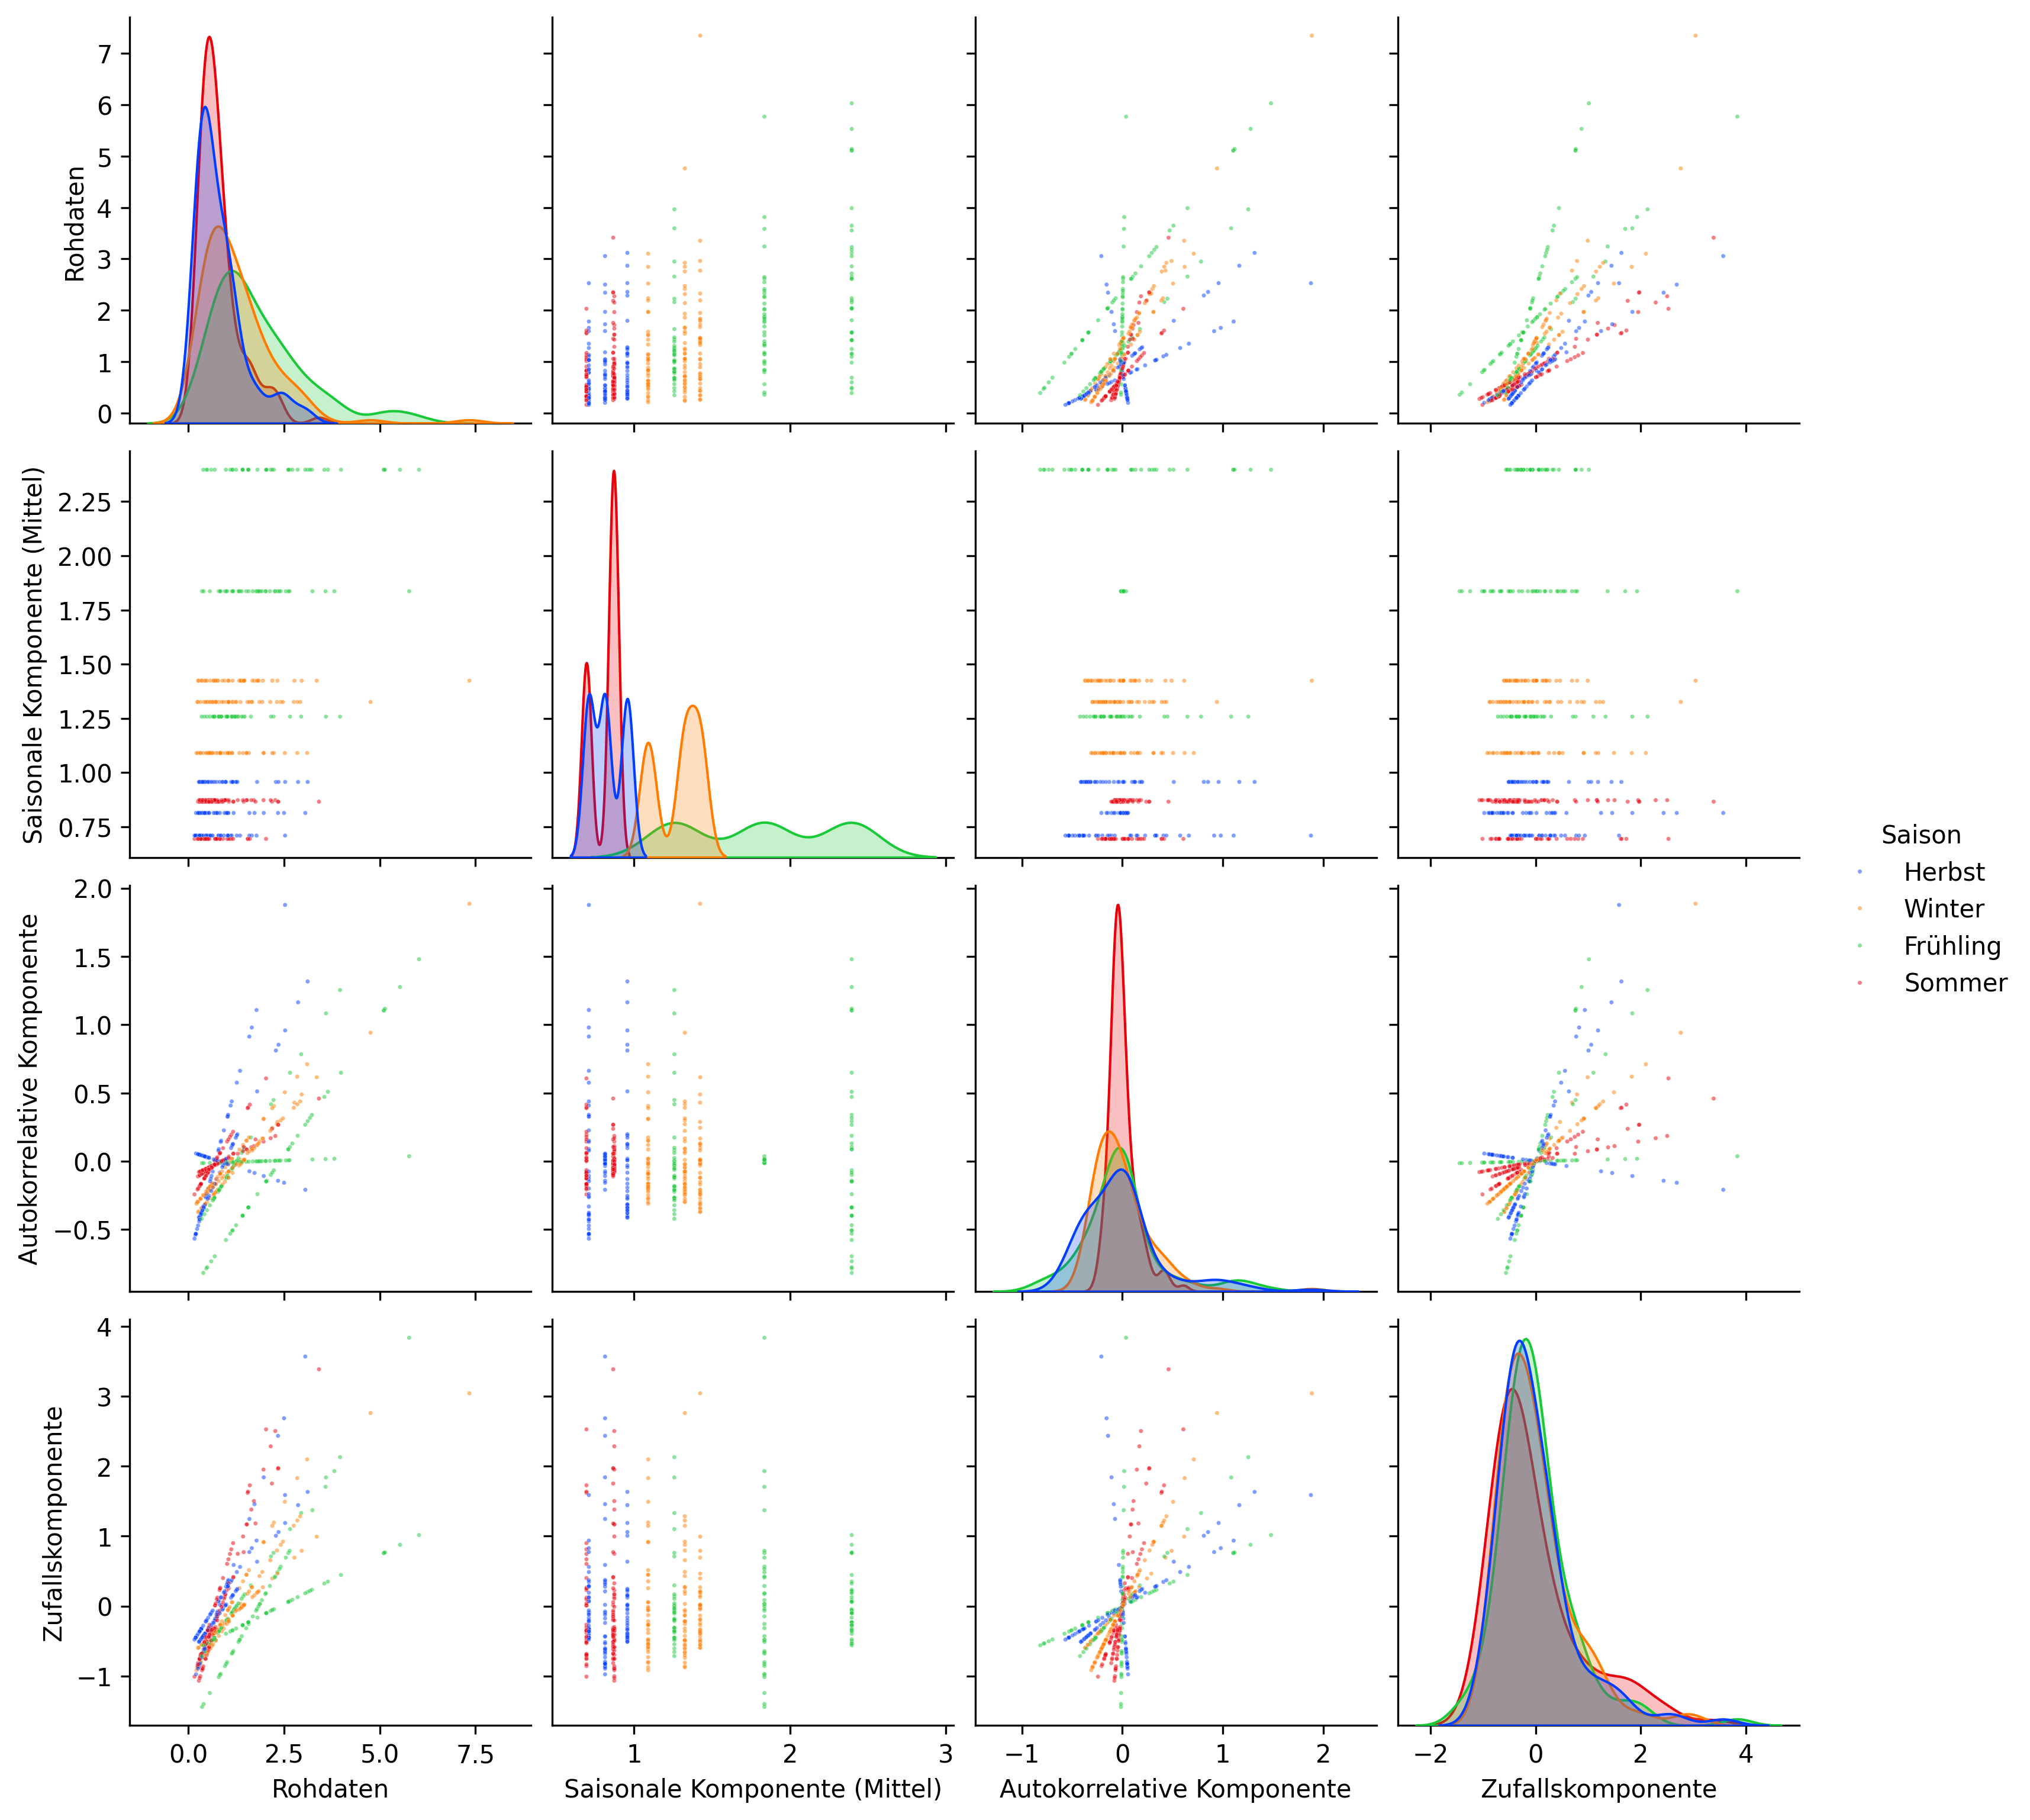 Rohdaten
7
6
5
4
3
2
1
0
Saisonale Komponente (Mittel)
2.25
2.00
1.75
1.50
1.25
1.00
0.75
Autokorrelative Komponente
2.0
1.5
1.0
0.5
0.0
−0.5
Zufallskomponente
4
3
2
1
0
−1
0.0 2.5 5.0 7.5
1 2 3
−1 0 1 2
−2 0 2 4
Rohdaten
Saisonale Komponente (Mittel)
Autokorrelative Komponente
Zufallskomponente
Saison
Herbst
Winter
Frühling
Sommer